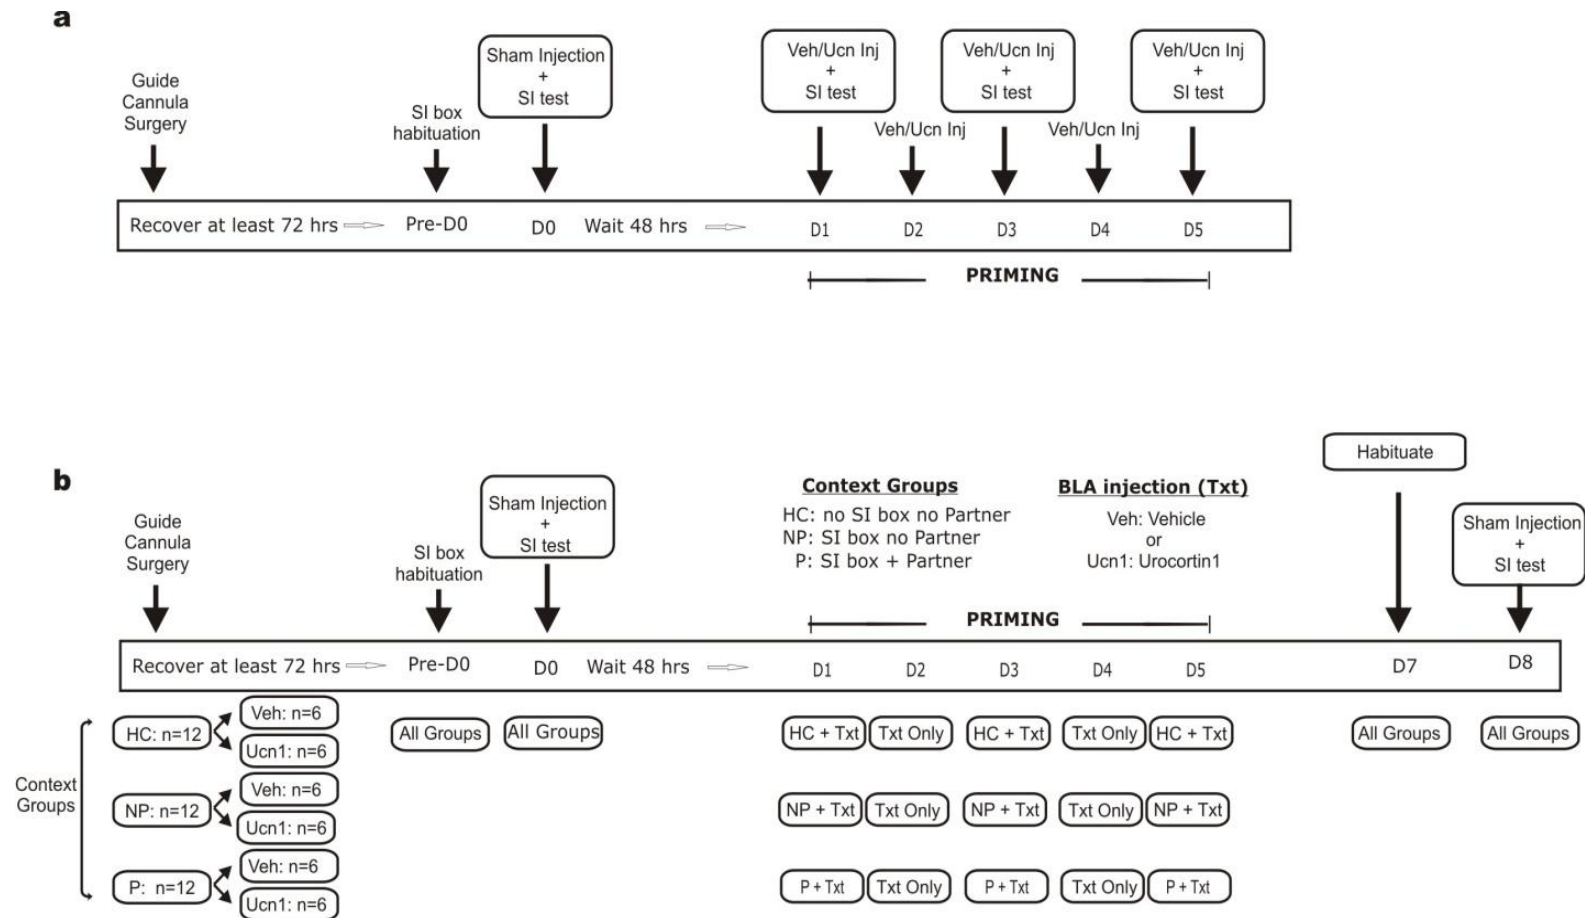 a
Guide
Cannula
Surgery
SI box
habituation
Sham Injection
+
SI test
Veh/Ucn Inj
+
SI test
Veh/Ucn Inj
Veh/Ucn Inj
+
SI test
Veh/Ucn Inj
Veh/Ucn Inj
+
SI test
Recover at least 72 hrs
Pre-D0
D0
Wait 48 hrs
D1
D2
D3
D4
D5
PRIMING
b
Guide
Cannula
Surgery
SI box
habituation
Sham Injection
+
SI test
Context Groups
HC: no SI box no Partner
NP: SI box no Partner
P: SI box + Partner
BLA injection (Txt)
Veh: Vehicle
or
Ucn1: Urocortin1
Habituate
Sham Injection
+
SI test
PRIMING
Recover at least 72 hrs
Pre-D0
D0
Wait 48 hrs
D1
D2
D3
D4
D5
D7
D8
Context
Groups
HC: n=12
Veh: n=6
Ucn1: n=6
All Groups
All Groups
HC + Txt
Txt Only
HC + Txt
Txt Only
HC + Txt
All Groups
All Groups
NP: n=12
Veh: n=6
Ucn1: n=6
NP + Txt
Txt Only
NP + Txt
Txt Only
NP + Txt
P: n=12
Veh: n=6
Ucn1: n=6
P + Txt
Txt Only
P + Txt
Txt Only
P + Txt